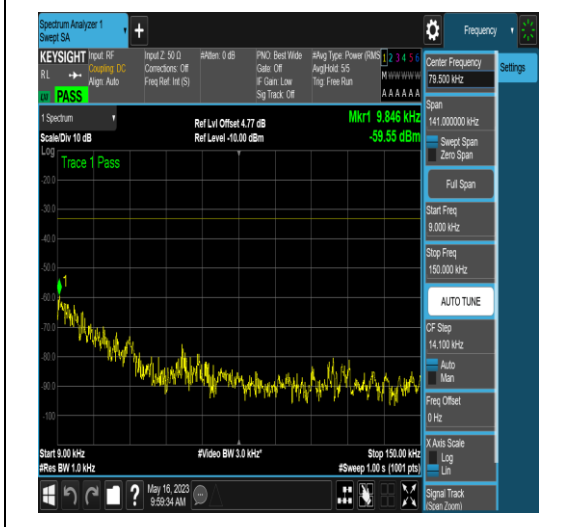 Spectrum Analyzer 1
Swept SA
+
Frequency
KEYSIGHT
RL
PASS
Input: RF
Coupling: DC
Align: Auto
Input Z: 50 Ω
Corrections: Off
Freq Ref: Int (S)
#Atten: 0 dB
PNO: Best Wide
Gate: Off
IF Gain: Low
Sig Track: Off
#Avg Type: Power (RMS)
Avg|Hold: 5/5
Trig: Free Run
1 2 3 4 5 6
M W W W W W
A A A A A A
1 Spectrum
Scale/Div 10 dB
Ref Lvl Offset 4.77 dB
Ref Level -10.00 dBm
Mkr1 9.846 kHz
-59.55 dBm
Log
Trace 1 Pass
-20.0
-30.0
-40.0
-50.0
-60.0
-70.0
-80.0
-90.0
-100
1
Start 9.00 kHz
#Res BW 1.0 kHz
#Video BW 3.0 kHz*
Stop 150.00 kHz
#Sweep 1.00 s (1001 pts)
?
May 16, 2023
9:59:34 AM
Center Frequency
79.500 kHz
Settings
Span
141.000000 kHz
Swept Span
Zero Span
Full Span
Start Freq
9.000 kHz
Stop Freq
150.000 kHz
AUTO TUNE
CF Step
14.100 kHz
Auto
Man
Freq Offset
0 Hz
X Axis Scale
Log
Lin
Signal Track
(Span Zoom)